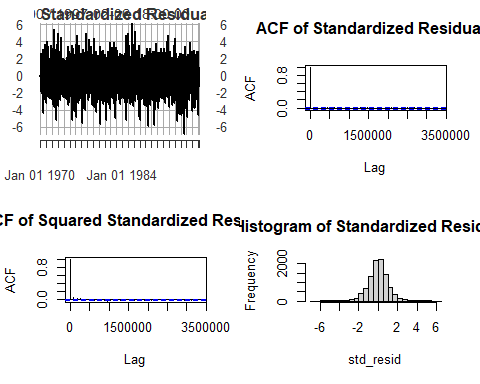 Standardized Residua
6
4
2
0
-2
-4
-6
6
4
2
0
-2
-4
-6
Jan 01 1970 Jan 01 1984
ACF of Standardized Residua
ACF
0.0
0.8
0 1500000 3500000
Lag
CF of Squared Standardized Res
ACF
0.0
0.8
0 1500000 3500000
Lag
Histogram of Standardized Resid
Frequency
0
2000
-6 -2 2 4 6
std_resid